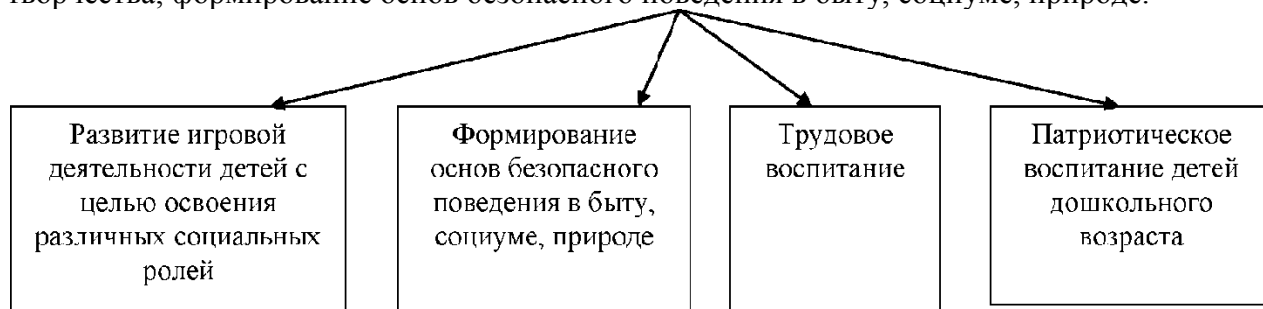 творчества; формирование основ безопасного поведения в быту, социуме, природе.
Развитие игровой
деятельности детей с
целью освоения
различных социальных
ролей
Формирование
основ безопасного
поведения в быту,
социуме, природе
Трудовое
воспитание
Патриотическое
воспитание детей
дошкольного
возраста